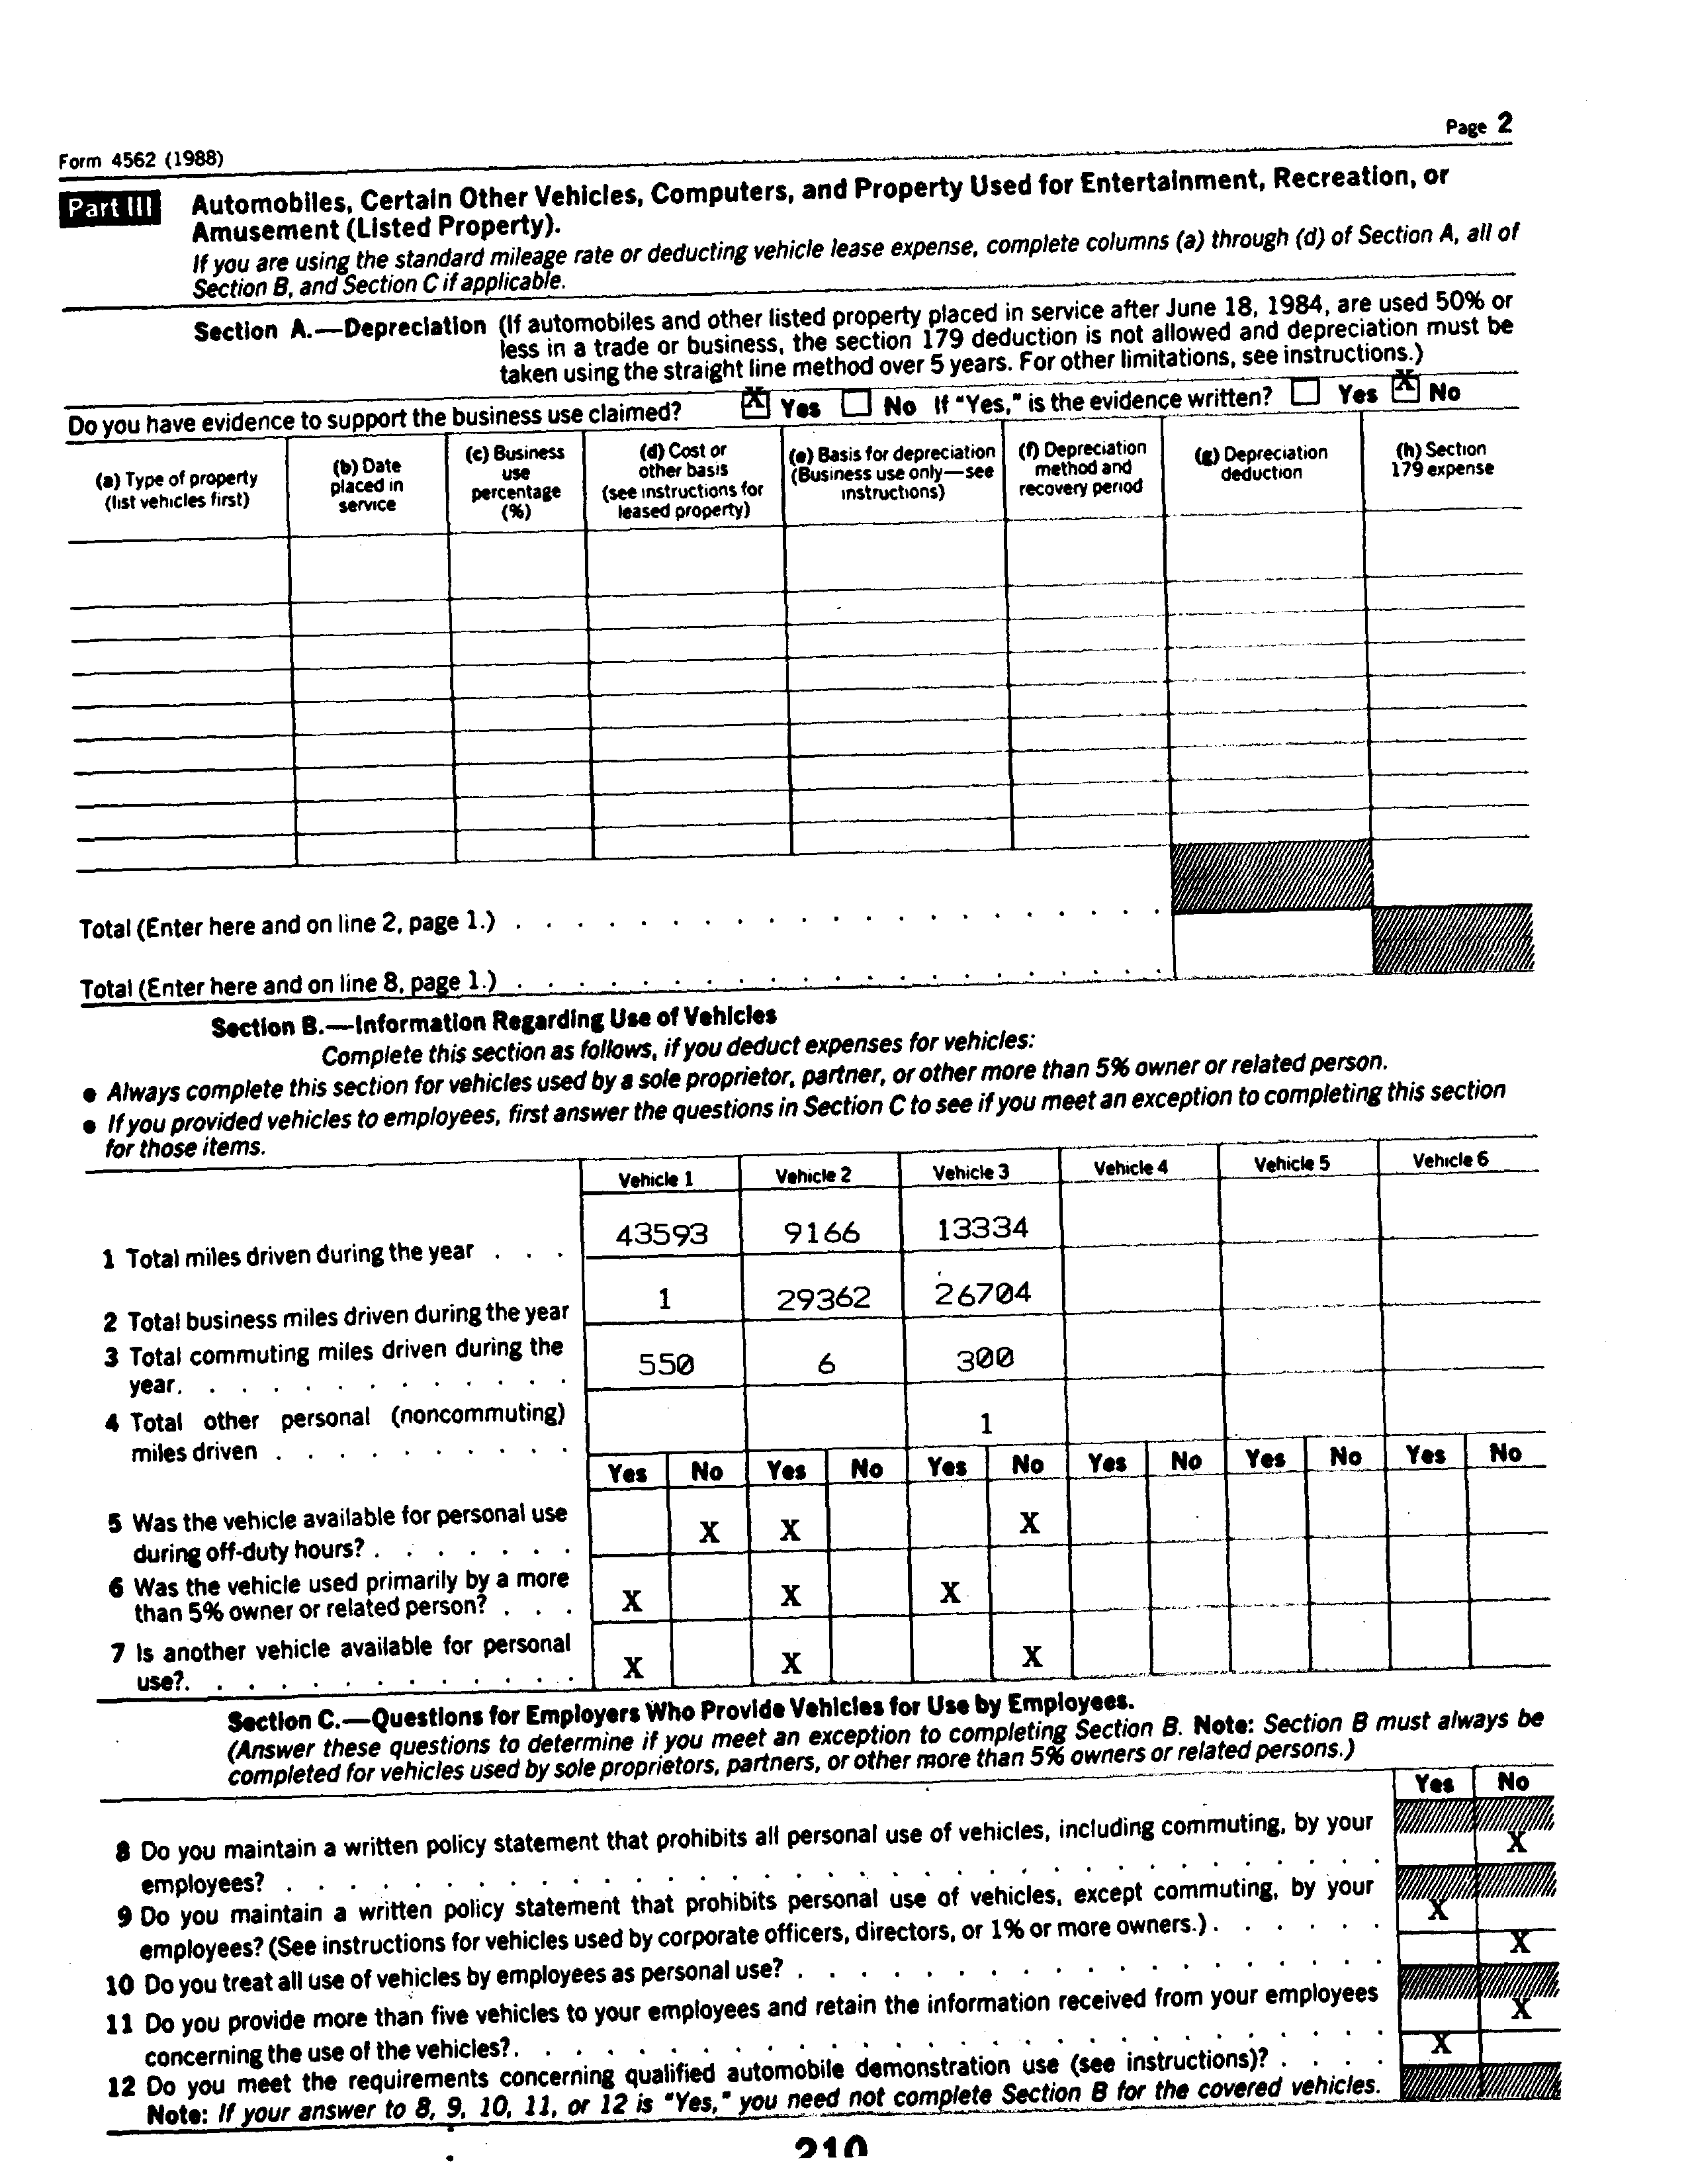 Page 2
Form 4562 (1988)
Part III
Automobiles, Certain Other Vehicles, Computers, and Property Used for Entertainment, Recreation, or
Amusement (Listed Property).
If you are using the standard mileage rate or deducting vehicle lease expense, complete columns (a) through (d) of Section A, all of
Section B, and Section C if applicable.
Section A.—Depreciation (If automobiles and other listed property placed in service after June 18, 1984, are used 50% or
less in a trade or business, the section 179 deduction is not allowed and depreciation must be
taken using the straight line method over 5 years. For other limitations, see instructions.)
Do you have evidence to support the business use claimed? X Yes No If "Yes," is the evidence written? Yes X No
(a) Type of property
(list vehicles first)
(b) Date
placed in
service
(c) Business
use
percentage
(%)
(d) Cost or
other basis
(see instructions for
leased property)
(e) Basis for depreciation
(Business use only—see
instructions)
(f) Depreciation
method and
recovery period
(g) Depreciation
deduction
(h) Section
179 expense
Total (Enter here and on line 2, page 1.) . . . . . . . . . . . . . . . . . . . . .
Total (Enter here and on line 8, page 1.) . . . . . . . . . . . . . . . . . . . . .
Section B.—Information Regarding Use of Vehicles
Complete this section as follows, if you deduct expenses for vehicles:
● Always complete this section for vehicles used by a sole proprietor, partner, or other more than 5% owner or related person.
● If you provided vehicles to employees, first answer the questions in Section C to see if you meet an exception to completing this section
for those items.
Vehicle 1 Vehicle 2 Vehicle 3 Vehicle 4 Vehicle 5 Vehicle 6
1 Total miles driven during the year . . . 43593 9166 13334
2 Total business miles driven during the year 1 29362 26704
3 Total commuting miles driven during the
year. . . . . . . . . . . . . 550 6 300
4 Total other personal (noncommuting)
miles driven . . . . . . . . . . 1
Yes No Yes No Yes No Yes No Yes No Yes No
5 Was the vehicle available for personal use
during off-duty hours? . . . . . . . X X X
6 Was the vehicle used primarily by a more
than 5% owner or related person? . . . X X X
7 Is another vehicle available for personal
use?. . . . . . . . . . . . . X X X
Section C.—Questions for Employers Who Provide Vehicles for Use by Employees.
(Answer these questions to determine if you meet an exception to completing Section B. Note: Section B must always be
completed for vehicles used by sole proprietors, partners, or other more than 5% owners or related persons.)
Yes No
8 Do you maintain a written policy statement that prohibits all personal use of vehicles, including commuting, by your
employees? . . . . . . . . . . . . . . . . . . . . . . . . . . . X
9 Do you maintain a written policy statement that prohibits personal use of vehicles, except commuting, by your
employees? (See instructions for vehicles used by corporate officers, directors, or 1% or more owners.) . . . . . . X
10 Do you treat all use of vehicles by employees as personal use? . . . . . . . . . . . . . . . . . . . X
11 Do you provide more than five vehicles to your employees and retain the information received from your employees
concerning the use of the vehicles?. . . . . . . . . . . . . . . . . . . . . . . . . . . X
12 Do you meet the requirements concerning qualified automobile demonstration use (see instructions)? . . . . X
Note: If your answer to 8, 9, 10, 11, or 12 is "Yes," you need not complete Section B for the covered vehicles.
210